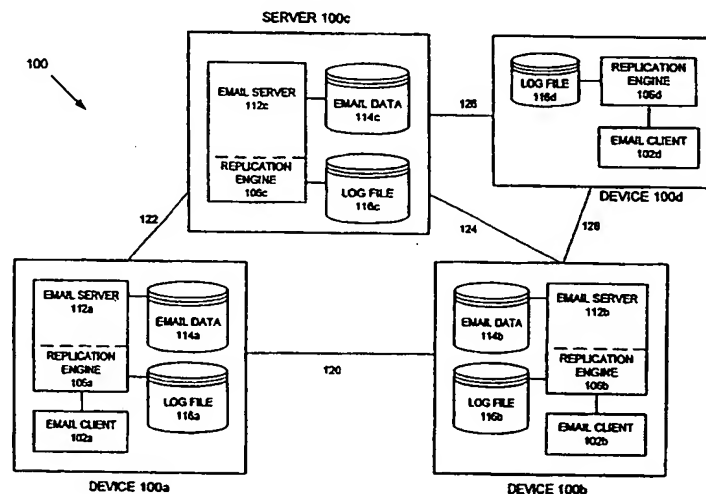 SERVER 100c
100
EMAIL SERVER
112c
EMAIL DATA
114c
REPLICATION
ENGINE
106c
LOG FILE
116c
126
LOG FILE
116d
REPLICATION
ENGINE
106d
EMAIL CLIENT
102d
DEVICE 100d
122
124
128
EMAIL SERVER
112a
EMAIL DATA
114a
REPLICATION
ENGINE
106a
LOG FILE
116a
EMAIL CLIENT
102a
DEVICE 100a
120
EMAIL DATA
114b
EMAIL SERVER
112b
REPLICATION
ENGINE
106b
LOG FILE
116b
EMAIL CLIENT
102b
DEVICE 100b